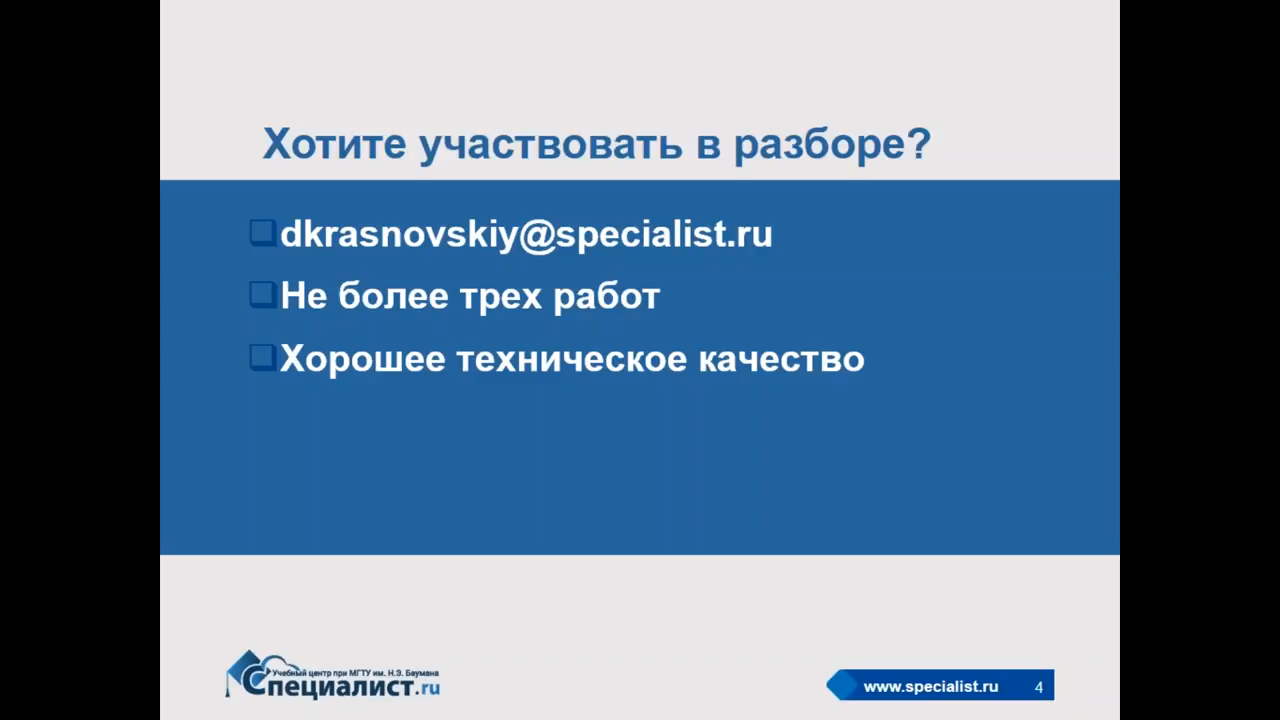 Хотите участвовать в разборе?
dkrasnovskiy@specialist.ru
Не более трех работ
Хорошее техническое качество
Учебный центр при МГТУ им. Н.Э. Баумана
Специалист.ru
www.specialist.ru 4